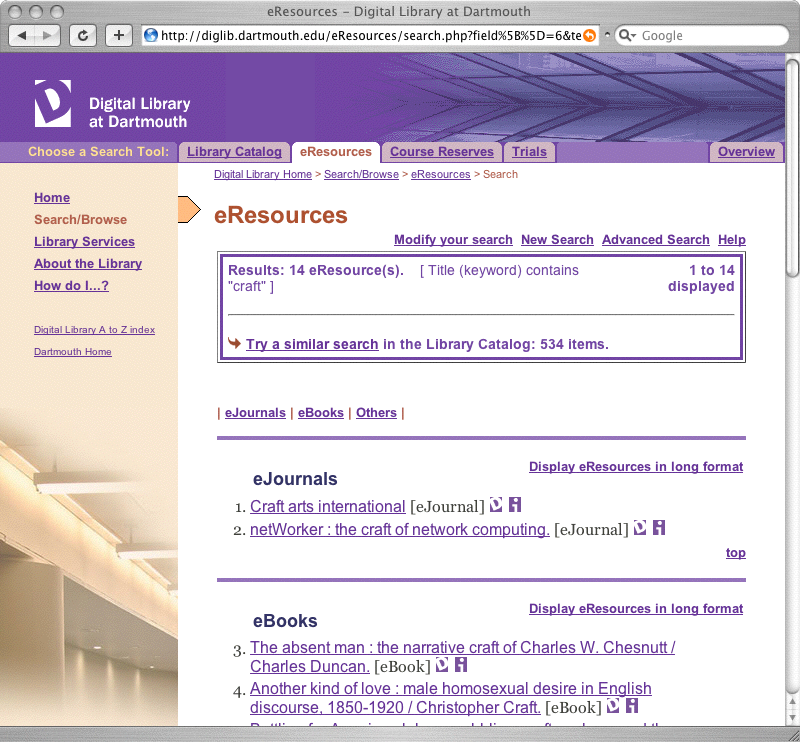 eResources – Digital Library at Dartmouth
http://diglib.dartmouth.edu/eResources/search.php?field%5B%5D=6&te
Google
Digital Library
at Dartmouth
Choose a Search Tool: Library Catalog eResources Course Reserves Trials Overview
Digital Library Home > Search/Browse > eResources > Search
Home
Search/Browse
Library Services
About the Library
How do I...?
Digital Library A to Z index
Dartmouth Home
eResources
Modify your search New Search Advanced Search Help
Results: 14 eResource(s). [ Title (keyword) contains
"craft" ]
1 to 14
displayed
Try a similar search in the Library Catalog: 534 items.
| eJournals | eBooks | Others |
Display eResources in long format
eJournals
1. Craft arts international [eJournal]
2. netWorker : the craft of network computing. [eJournal]
top
Display eResources in long format
eBooks
3. The absent man : the narrative craft of Charles W. Chesnutt /
Charles Duncan. [eBook]
4. Another kind of love : male homosexual desire in English
discourse, 1850-1920 / Christopher Craft. [eBook]